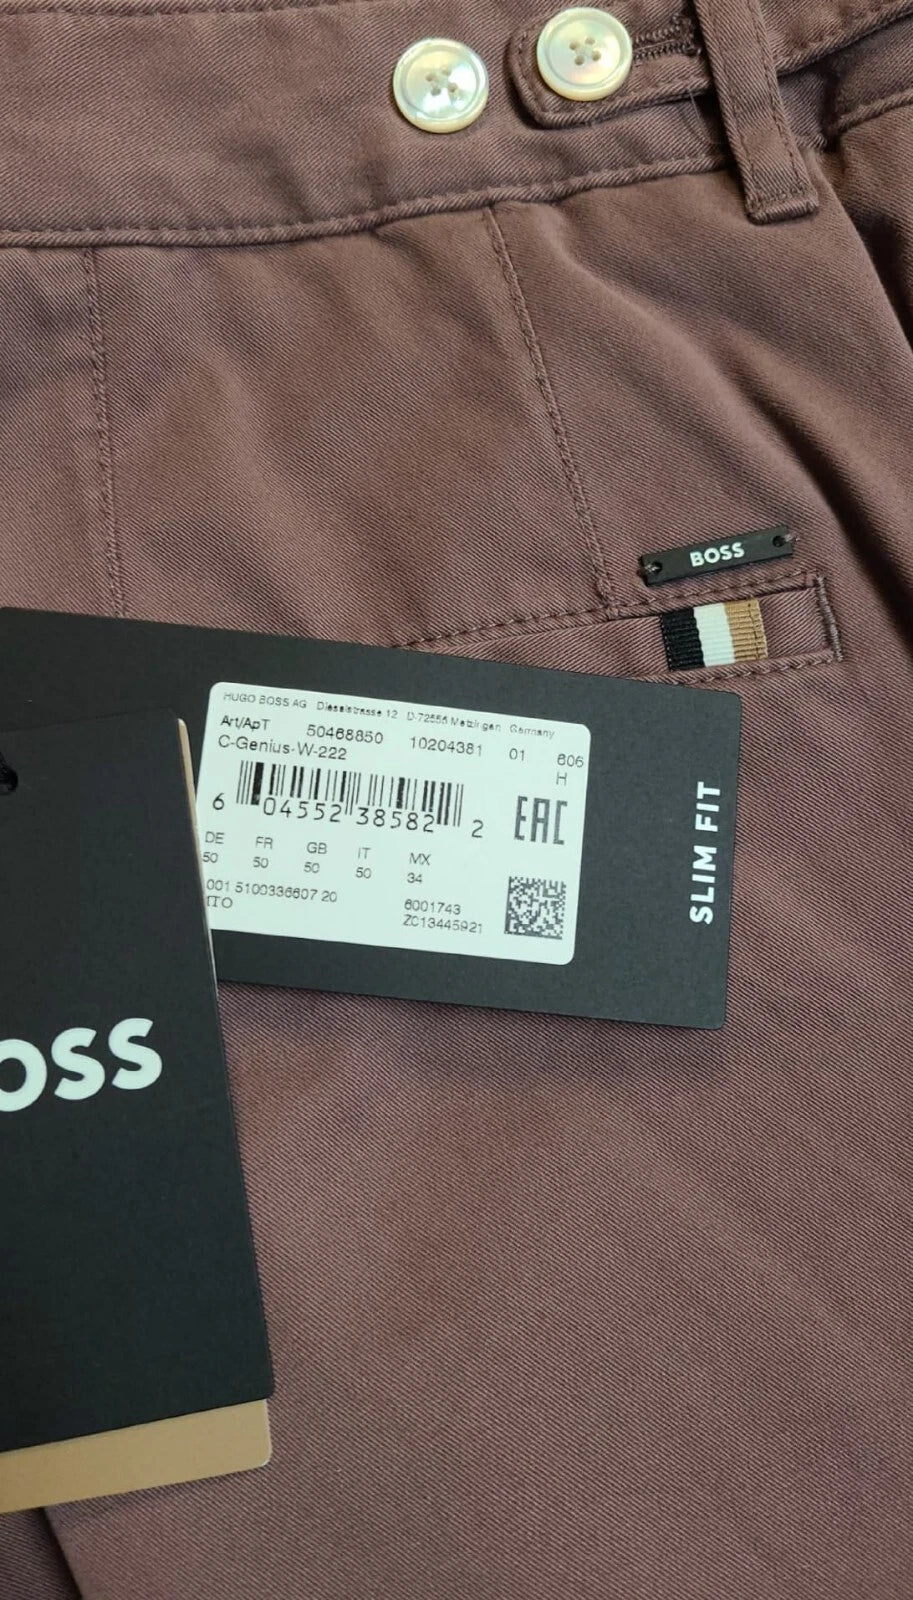 BOSS
HUGO BOSS AG Dieselstrasse 12 D-72555 Metzingen Germany
Art/ApT 50468850 10204381 01 606
C-Genius-W-222 H
6 04552 38582 2
EAC
DE FR GB IT MX
50 50 50 50 34
001 5100336607 20 6001743
ITO ZC13445921
SLIM FIT
OSS